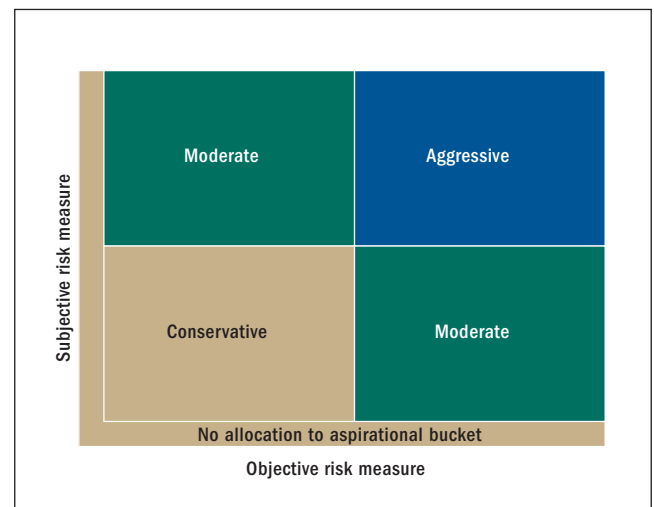 Subjective risk measure
Moderate
Aggressive
Conservative
Moderate
No allocation to aspirational bucket
Objective risk measure